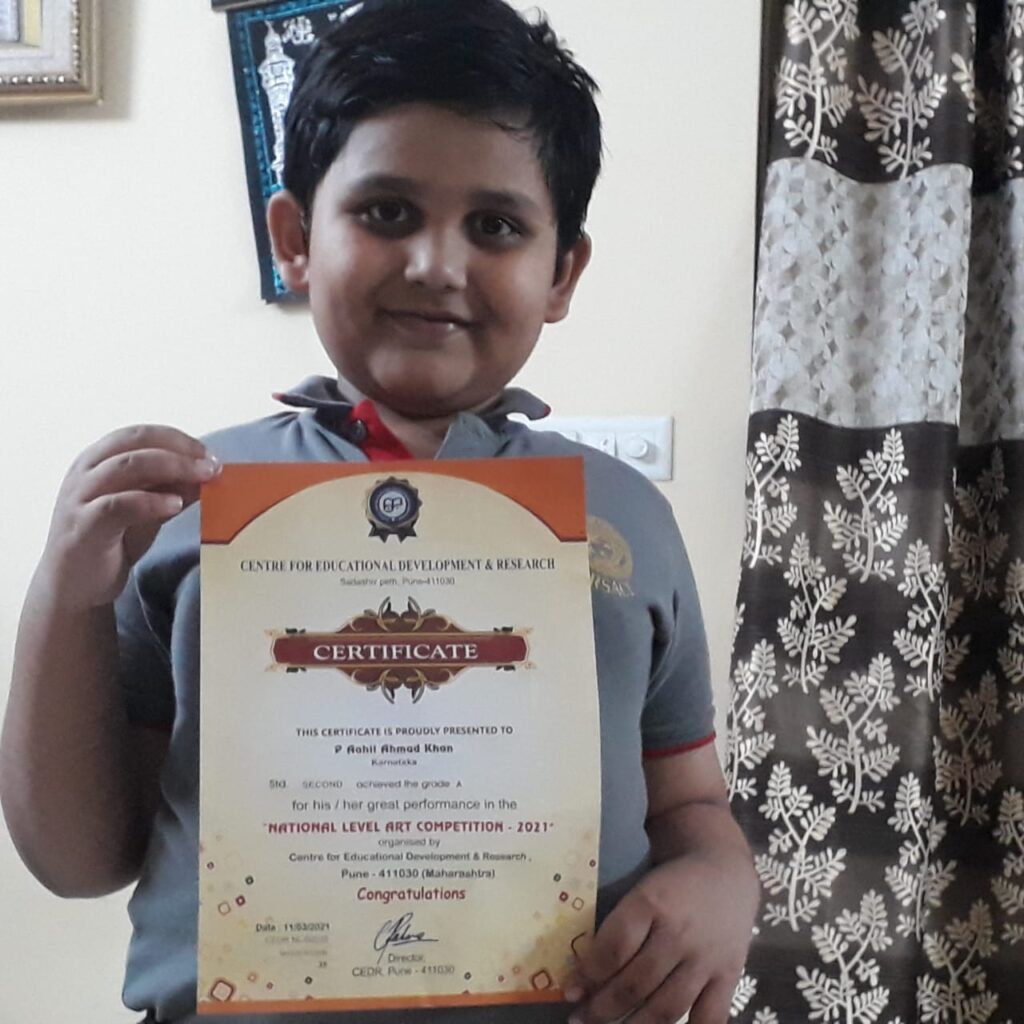 CENTRE FOR EDUCATIONAL DEVELOPMENT & RESEARCH
Sadashiv peth, Pune-411030
CERTIFICATE
THIS CERTIFICATE IS PROUDLY PRESENTED TO
P Aahil Ahmad Khan
Karnataka
Std. SECOND achieved the grade A
for his / her great performance in the
"NATIONAL LEVEL ART COMPETITION - 2021"
organised by
Centre for Educational Development & Research,
Pune - 411030 (Maharashtra)
Congratulations
Date 11/03/2021
Director,
CEDR, Pune - 411030